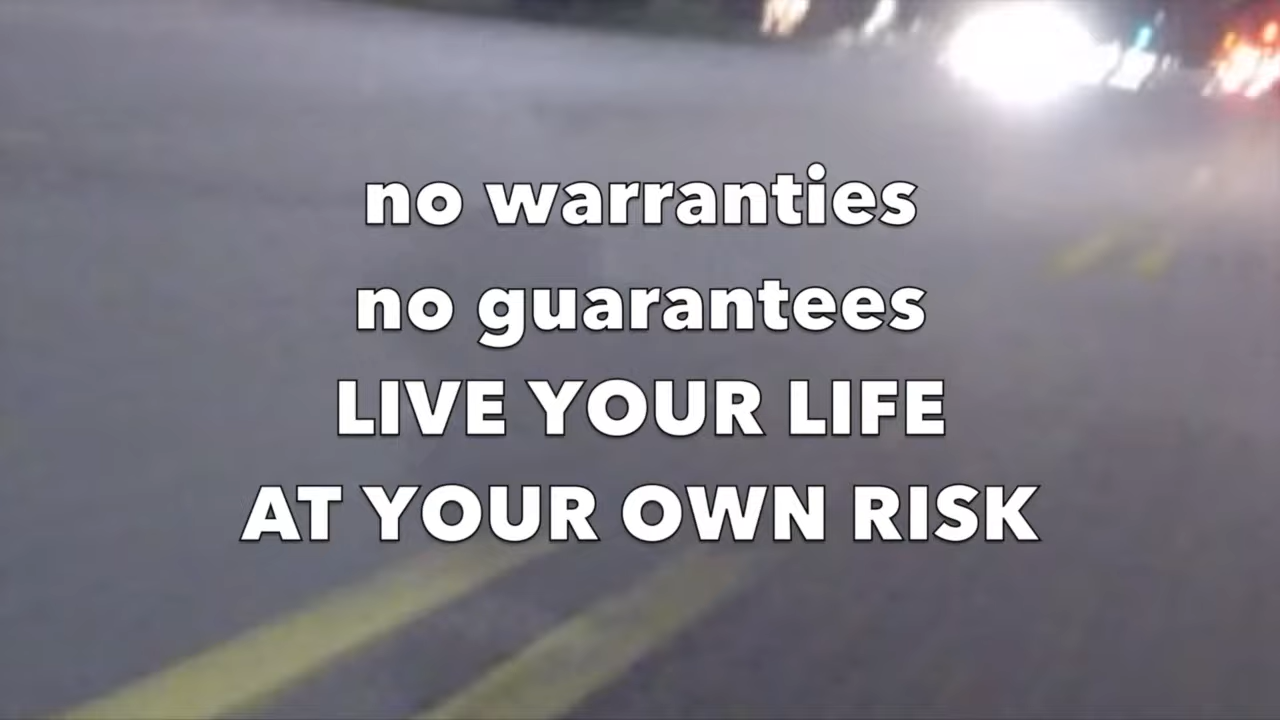 no warranties
no guarantees
LIVE YOUR LIFE
AT YOUR OWN RISK